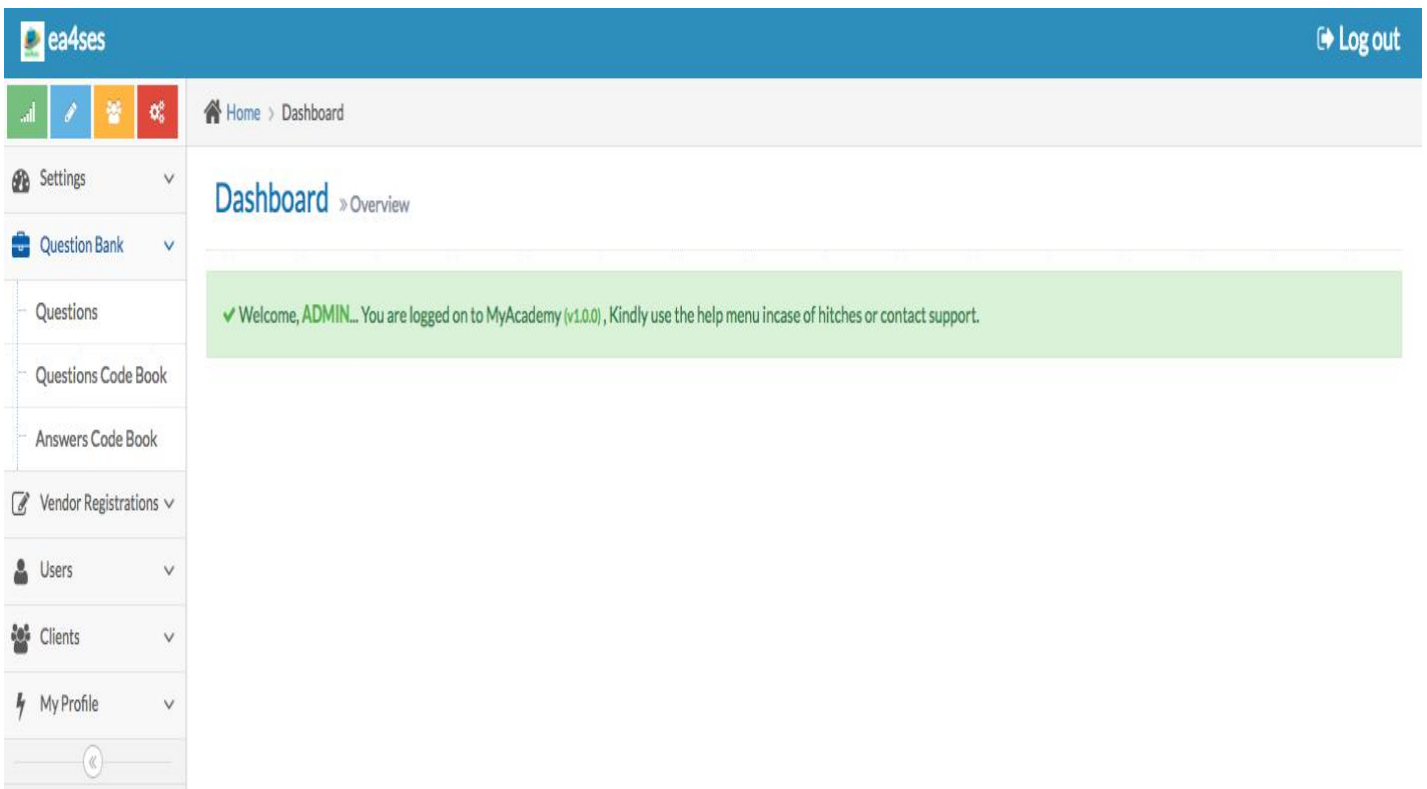 ea4ses
Log out
Home > Dashboard
Settings
Dashboard » Overview
Question Bank
Questions
✔ Welcome, ADMIN... You are logged on to MyAcademy (v1.0.0) , Kindly use the help menu incase of hitches or contact support.
Questions Code Book
Answers Code Book
Vendor Registrations
Users
Clients
My Profile